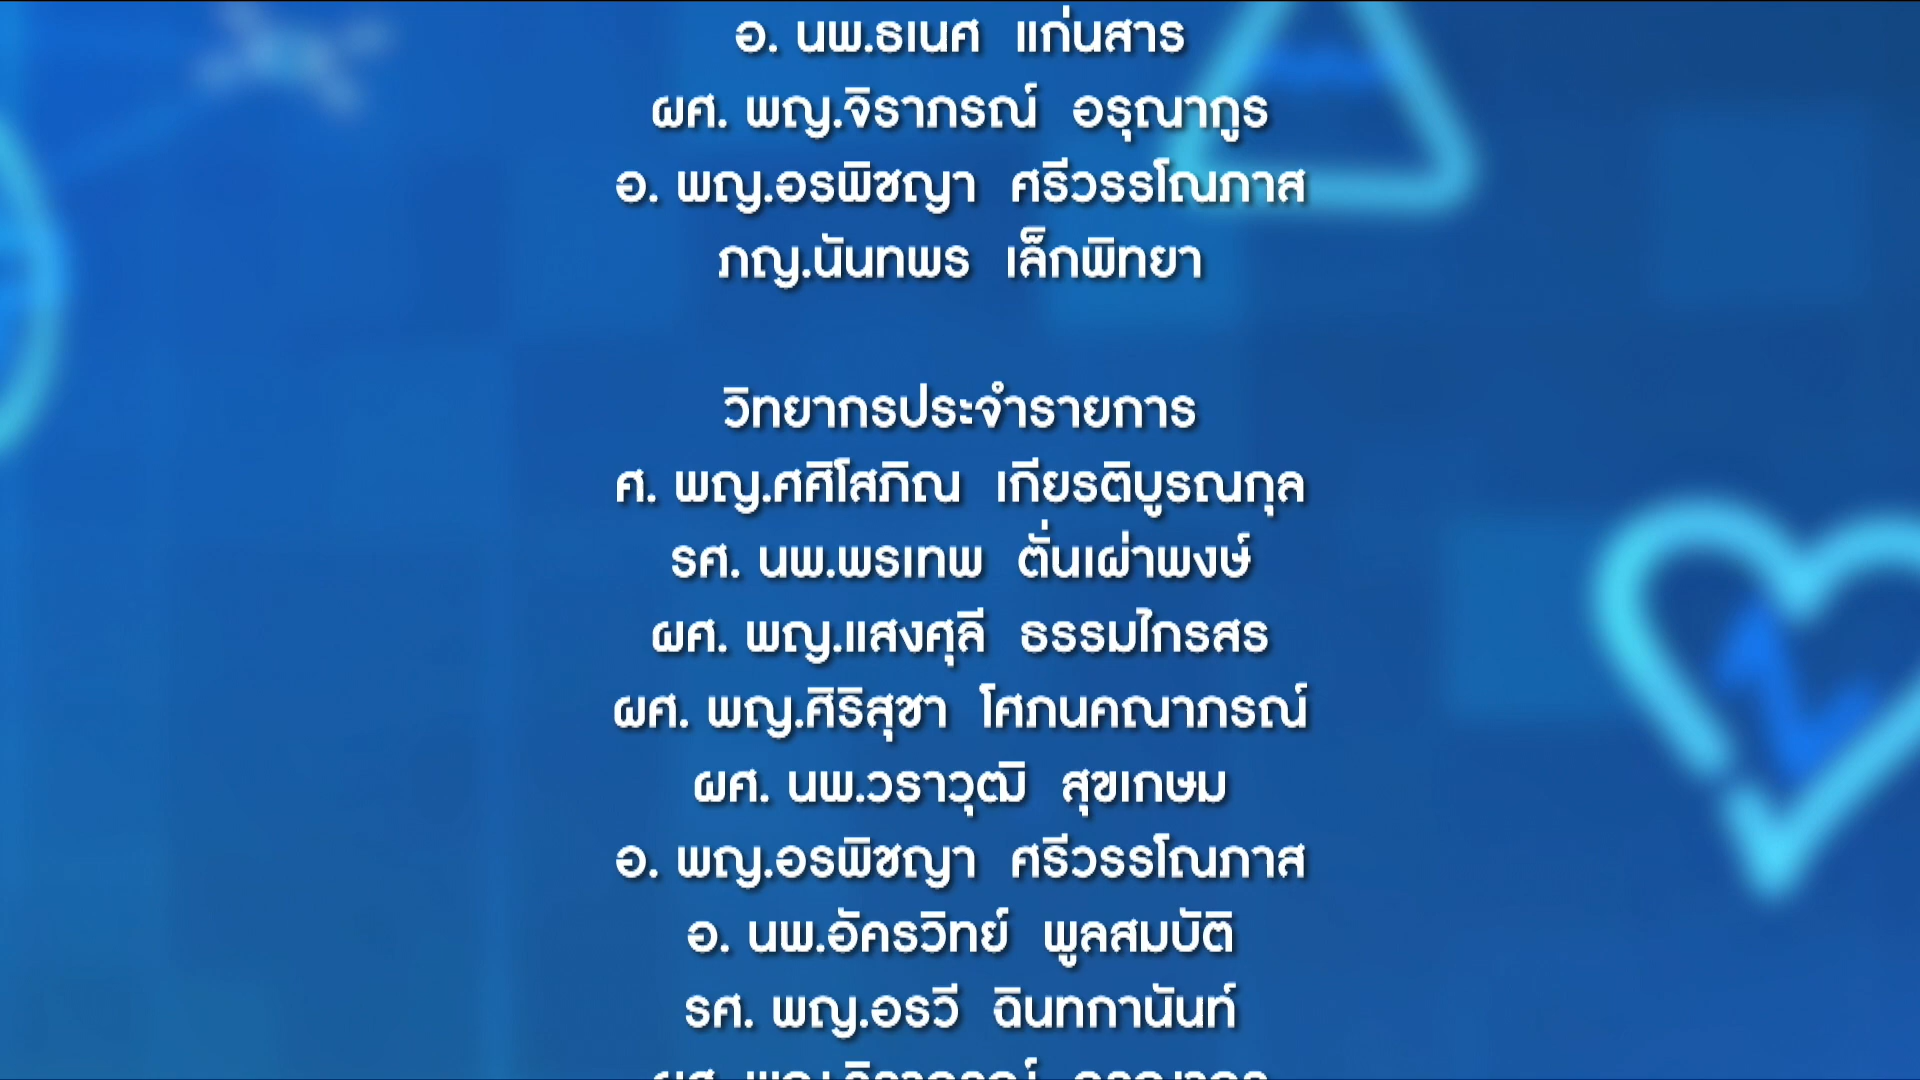 อ. นพ.ธเนศ แก่นสาร
ผศ. พญ.จิราภรณ์ อรุณากูร
อ. พญ.อรพิชญา ศรีวรรโณภาส
ภญ.นันทพร เล็กพิทยา
วิทยากรประจำรายการ
ศ. พญ.ศศิโสภิณ เกียรติบูรณกุล
รศ. นพ.พรเทพ ตั่นเผ่าพงษ์
ผศ. พญ.แสงศุลี ธรรมไกรสร
ผศ. พญ.ศิริสุชา โศภนคณาภรณ์
ผศ. นพ.วราวุฒิ สุขเกษม
อ. พญ.อรพิชญา ศรีวรรโณภาส
อ. นพ.อัครวิทย์ พูลสมบัติ
รศ. พญ.อรวี ฉินทกานันท์